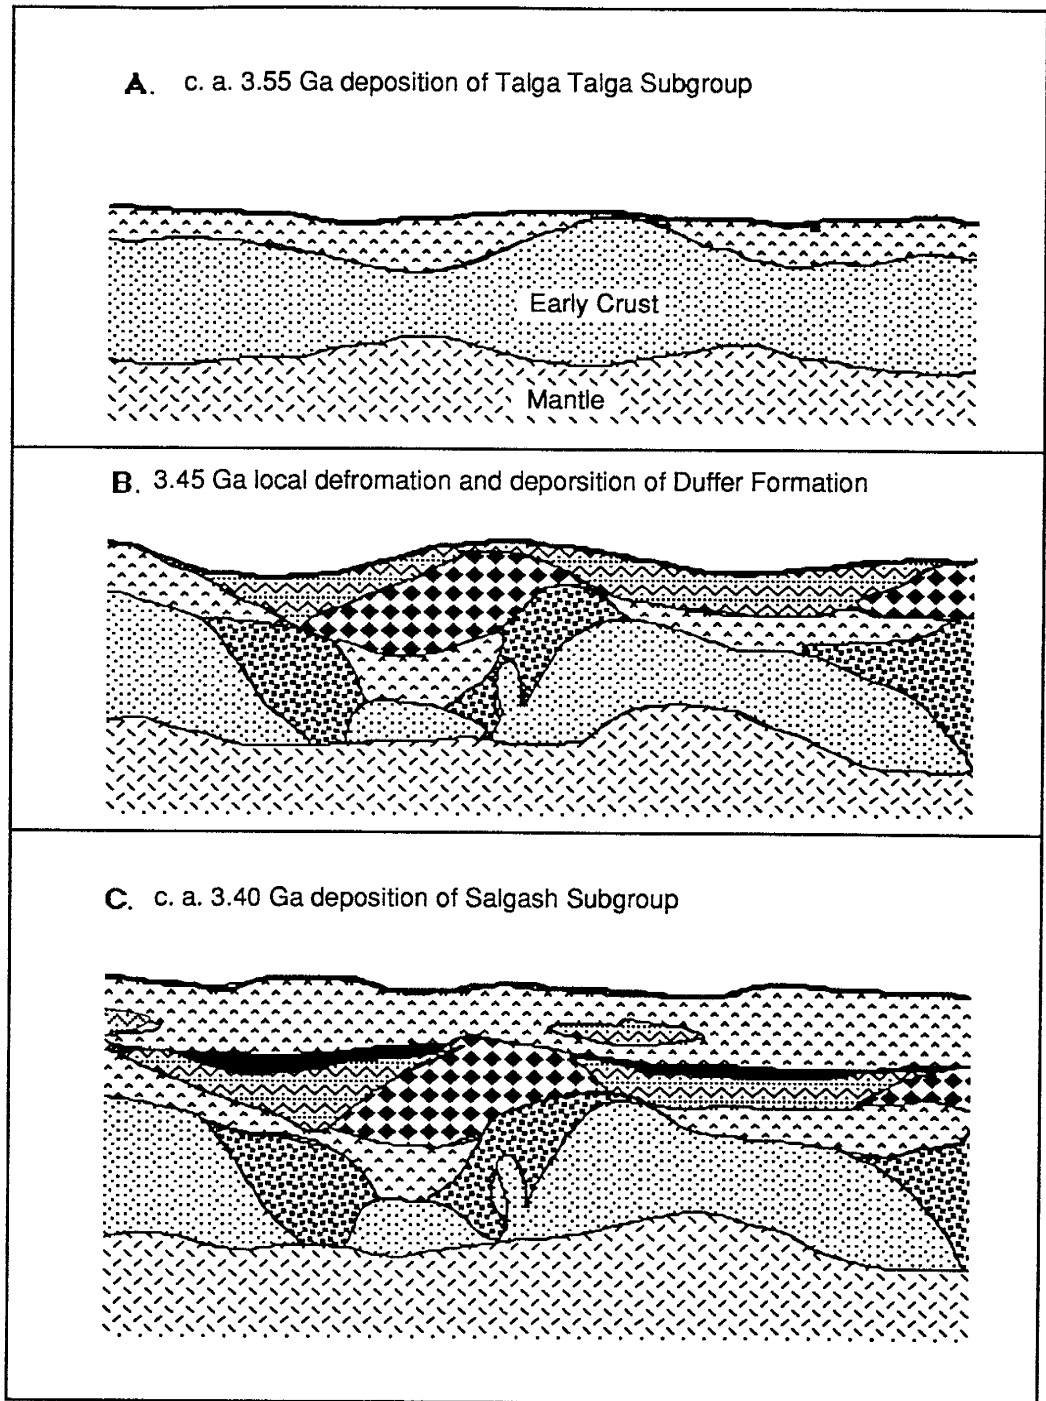 A. c. a. 3.55 Ga deposition of Talga Talga Subgroup
Early Crust
Mantle
B. 3.45 Ga local defromation and deporsition of Duffer Formation
C. c. a. 3.40 Ga deposition of Salgash Subgroup